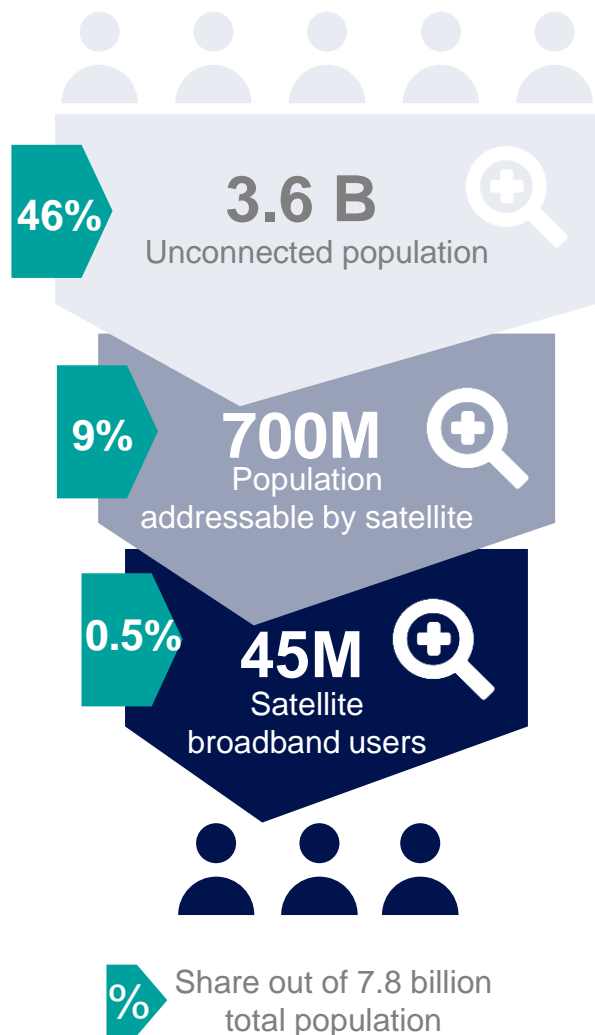 46%
3.6 B
Unconnected population
9%
700M
Population
addressable by satellite
0.5%
45M
Satellite
broadband users
%
Share out of 7.8 billion
total population